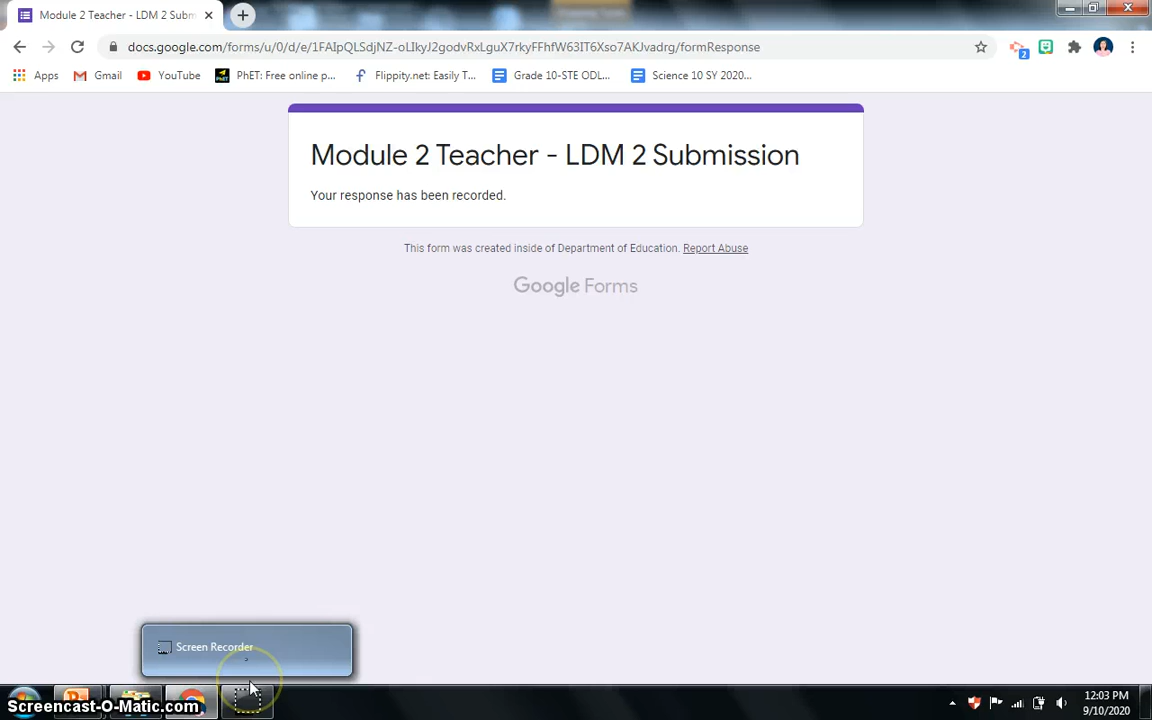 Module 2 Teacher - LDM 2 Subm
docs.google.com/forms/u/0/d/e/1FAIpQLSdjNZ-oLIkyJ2godvRxLguX7rkyFFhfW63IT6Xso7AKJvadrg/formResponse
2
Apps Gmail YouTube PhET: Free online p... Flippity.net: Easily T... Grade 10-STE ODL... Science 10 SY 2020...
Module 2 Teacher - LDM 2 Submission
Your response has been recorded.
This form was created inside of Department of Education. Report Abuse
Google Forms
Screen Recorder
12:03 PM
Screencast-O-Matic.com
9/10/2020